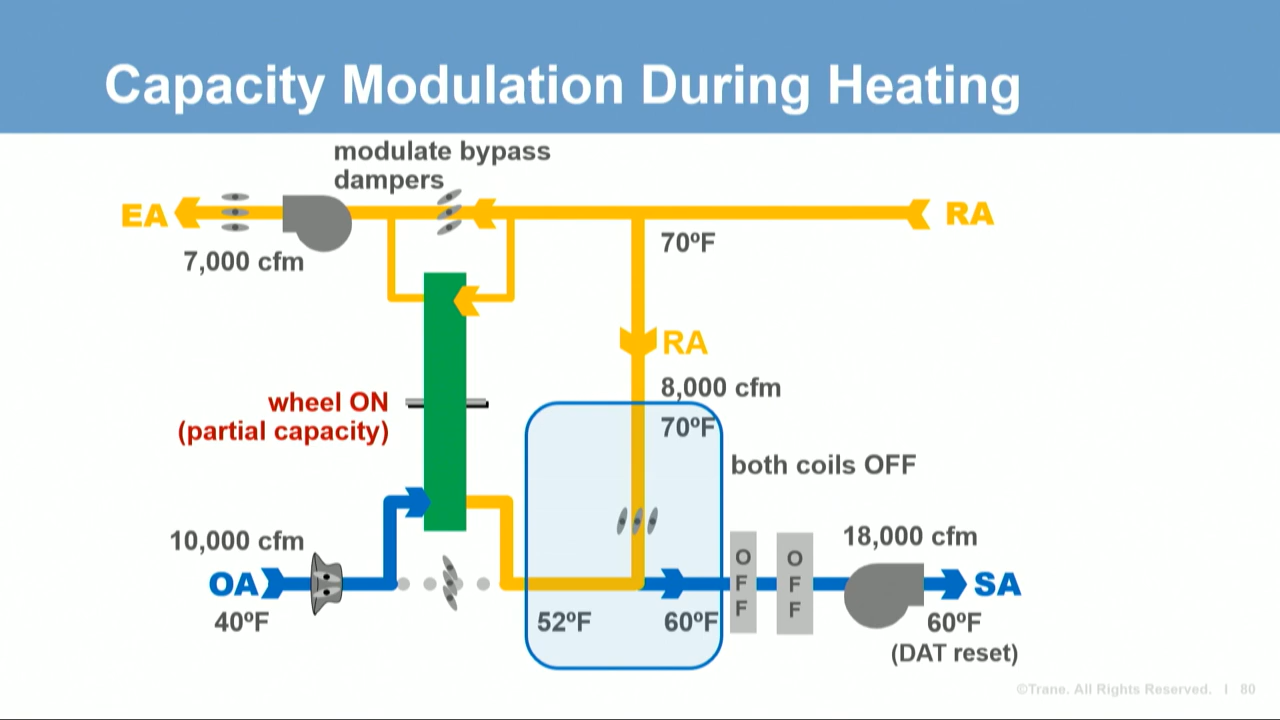 Capacity Modulation During Heating
modulate bypass
dampers
EA
RA
7,000 cfm
70ºF
RA
8,000 cfm
70ºF
wheel ON
(partial capacity)
both coils OFF
10,000 cfm
18,000 cfm
OFF
OFF
OA
SA
40ºF
52ºF
60ºF
60ºF
(DAT reset)
©Trane. All Rights Reserved. I 80